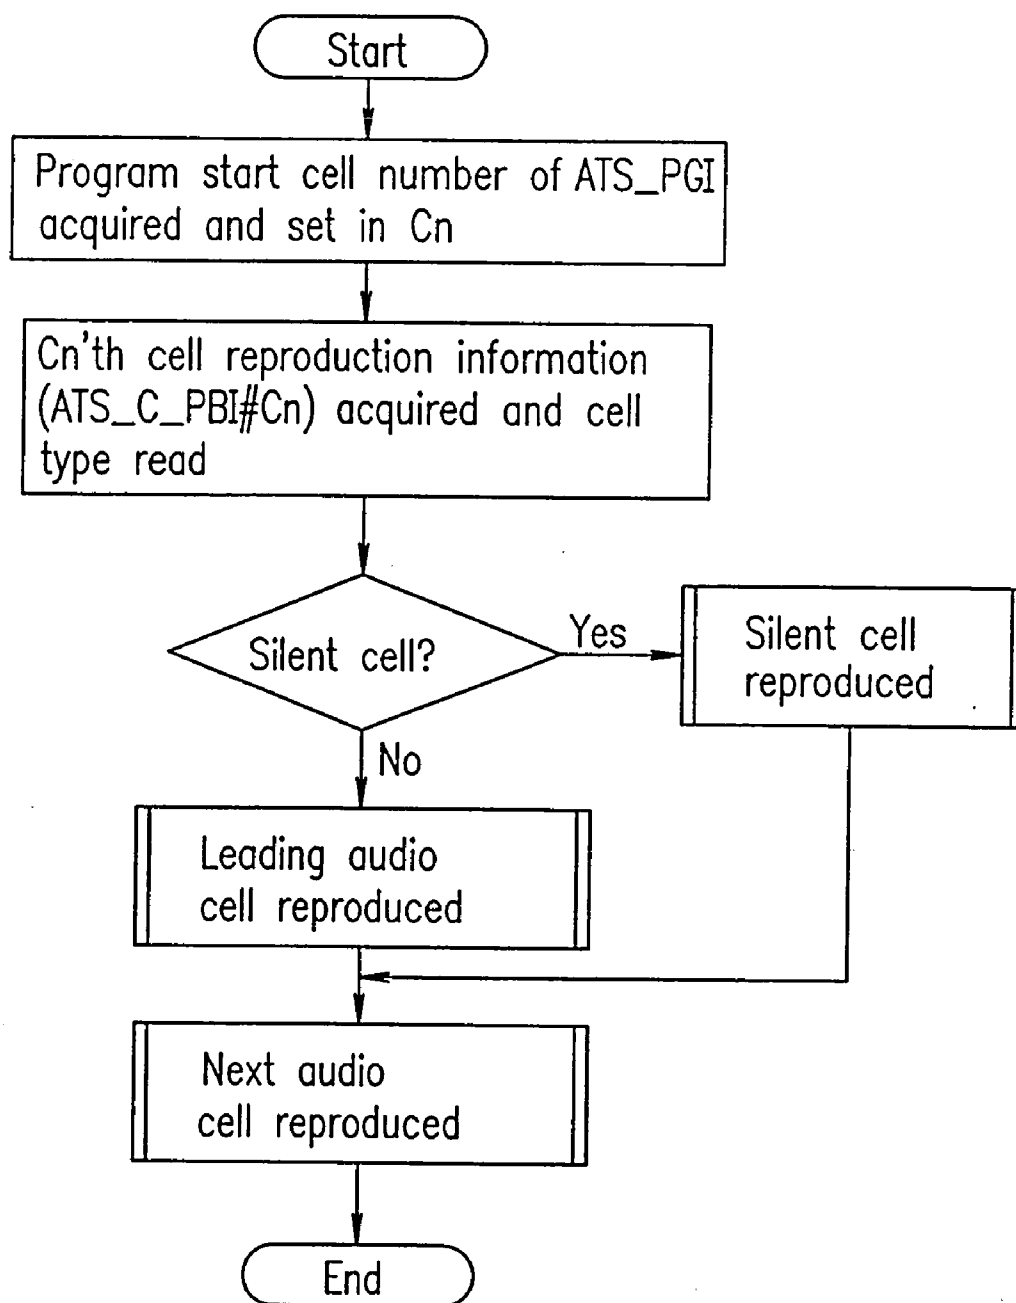 Start
Program start cell number of ATS_PGI
acquired and set in Cn
Cn'th cell reproduction information
(ATS_C_PBI#Cn) acquired and cell
type read
Silent cell?
Yes
Silent cell
reproduced
No
Leading audio
cell reproduced
Next audio
cell reproduced
End